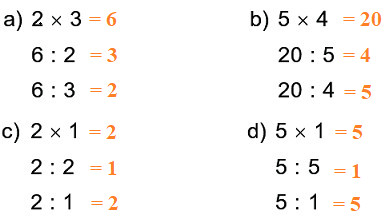 a) 2 × 3 = 6
6 : 2 = 3
6 : 3 = 2
b) 5 × 4 = 20
20 : 5 = 4
20 : 4 = 5
c) 2 × 1 = 2
2 : 2 = 1
2 : 1 = 2
d) 5 × 1 = 5
5 : 5 = 1
5 : 1 = 5